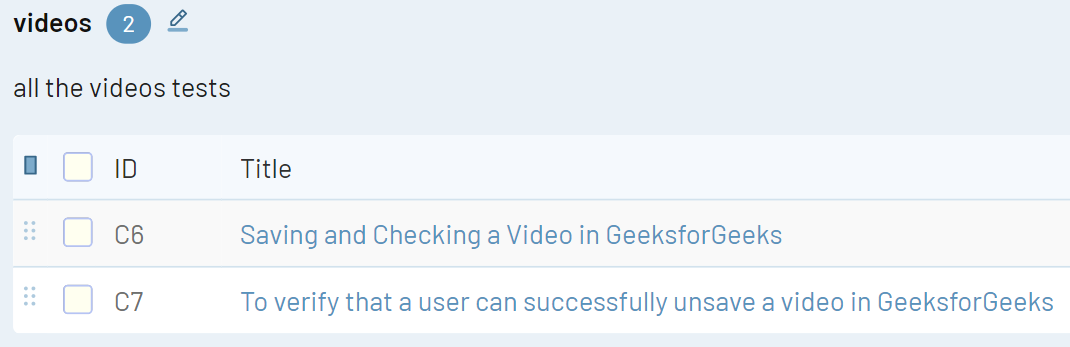 videos 2
all the videos tests
ID Title
C6 Saving and Checking a Video in GeeksforGeeks
C7 To verify that a user can successfully unsave a video in GeeksforGeeks